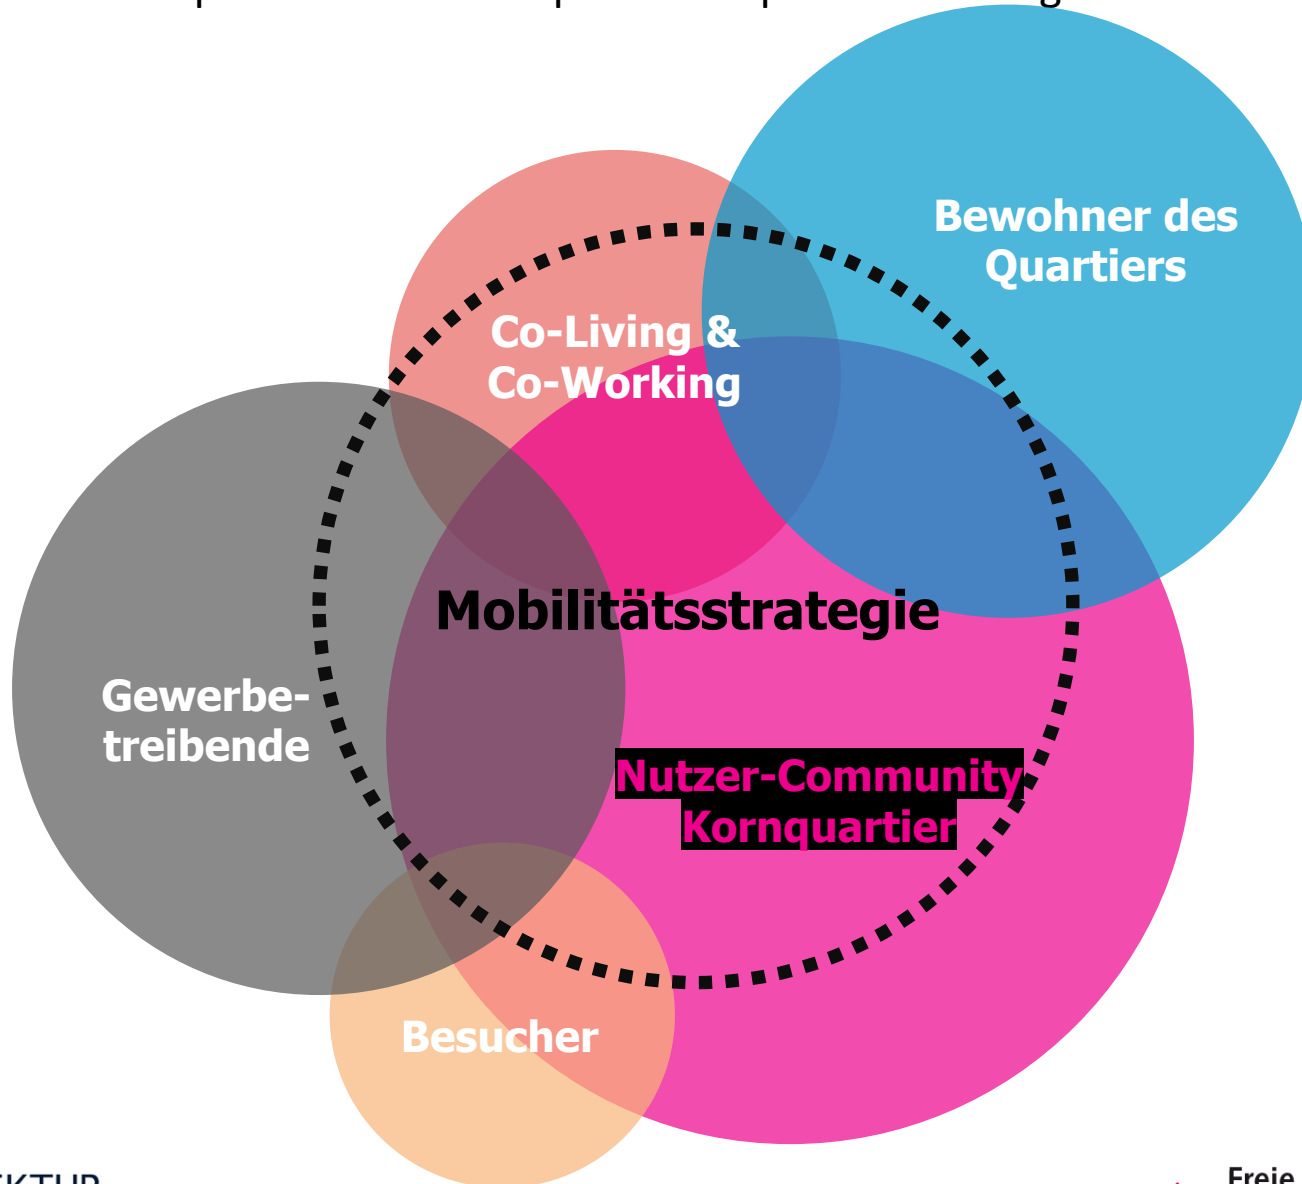 Bewohner des
Quartiers
Co-Living &
Co-Working
Mobilitätsstrategie
Gewerbe-
treibende
Nutzer-Community
Kornquartier
Besucher
Freie